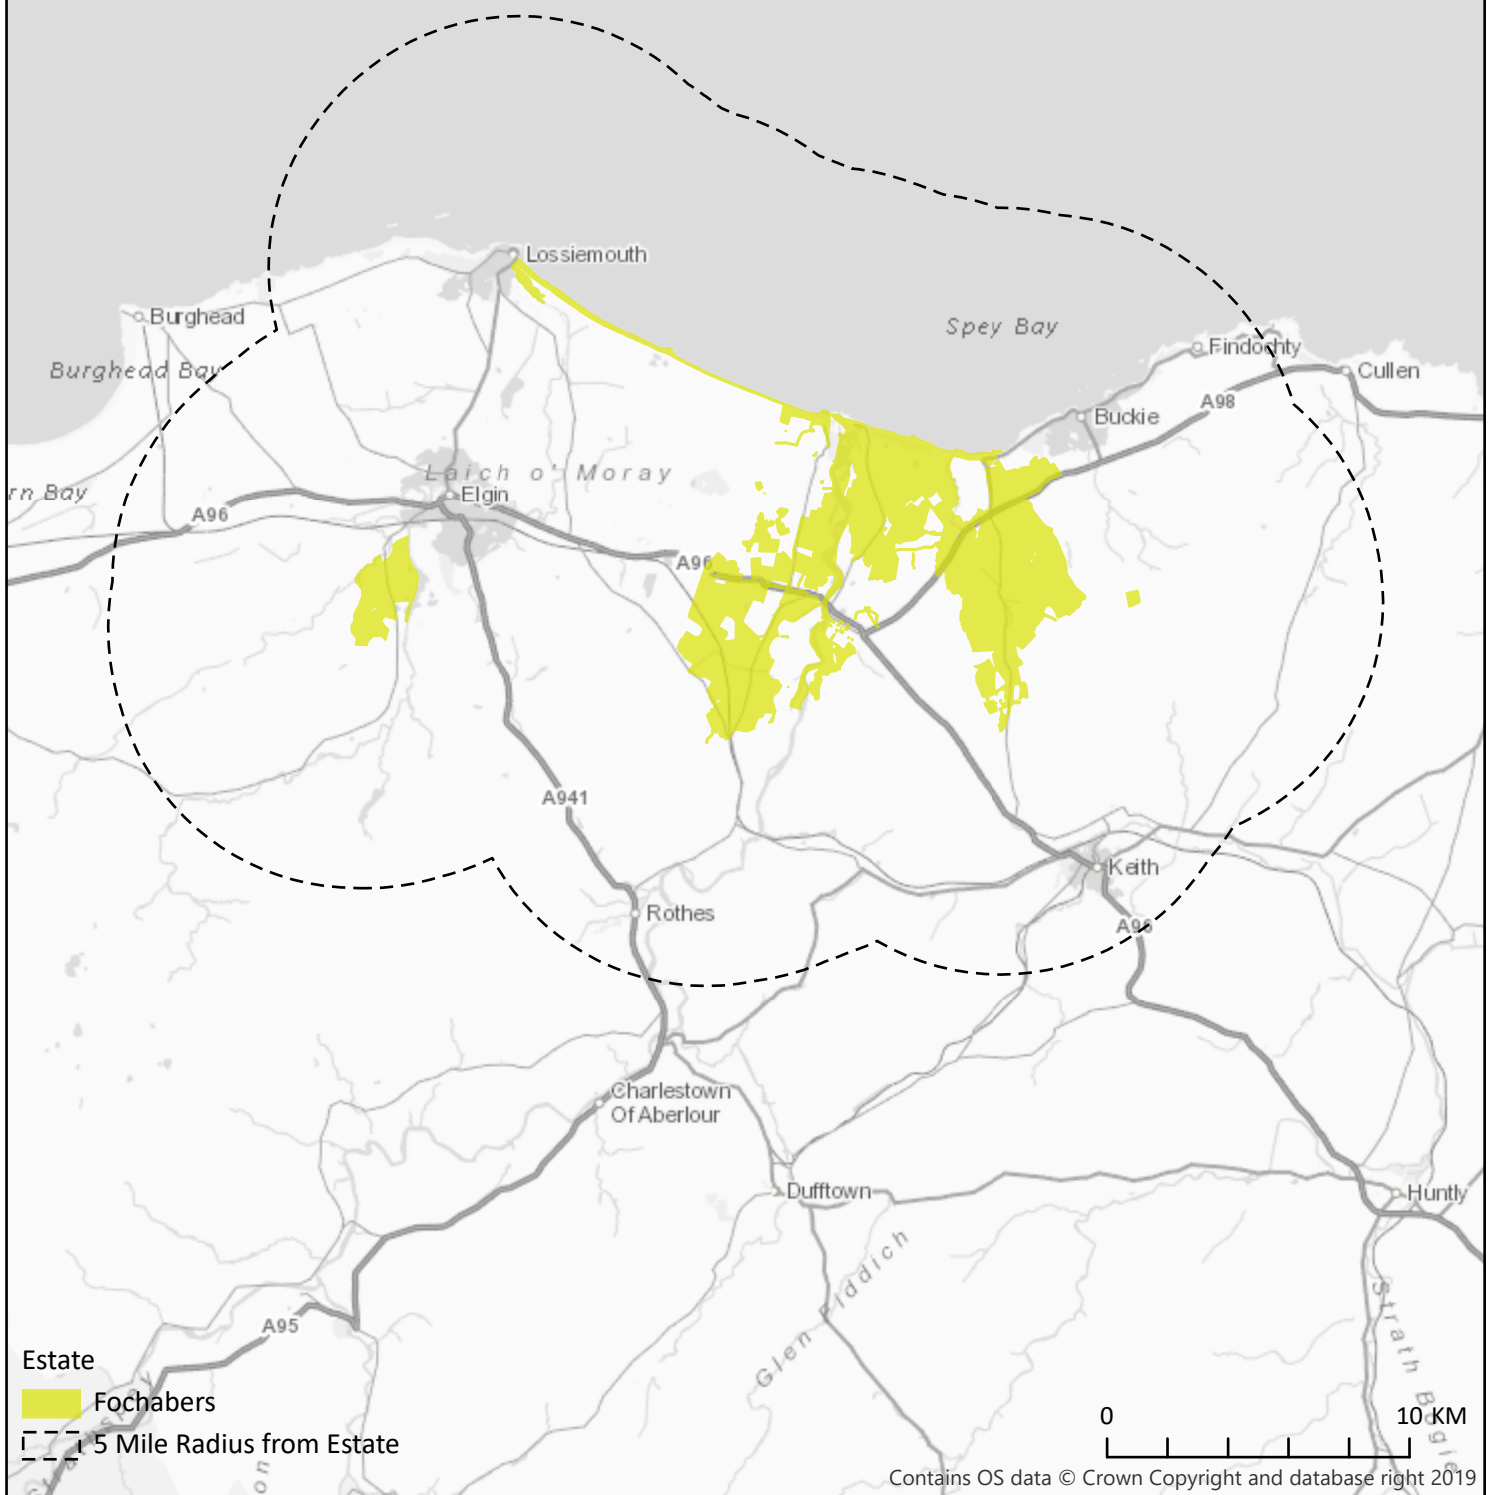 Lossiemouth
Burghead
Spey Bay
Findochty
Burghead Bay
Cullen
A98
Buckie
Laich o' Moray
rn Bay
Elgin
A96
A96
A941
Keith
Rothes
A96
Charlestown
Of Aberlour
Dufftown
Huntly
Glen Fiddich
Strath Bogie
A95
Estate
Fochabers
5 Mile Radius from Estate
0 10 KM
on
Contains OS data © Crown Copyright and database right 2019